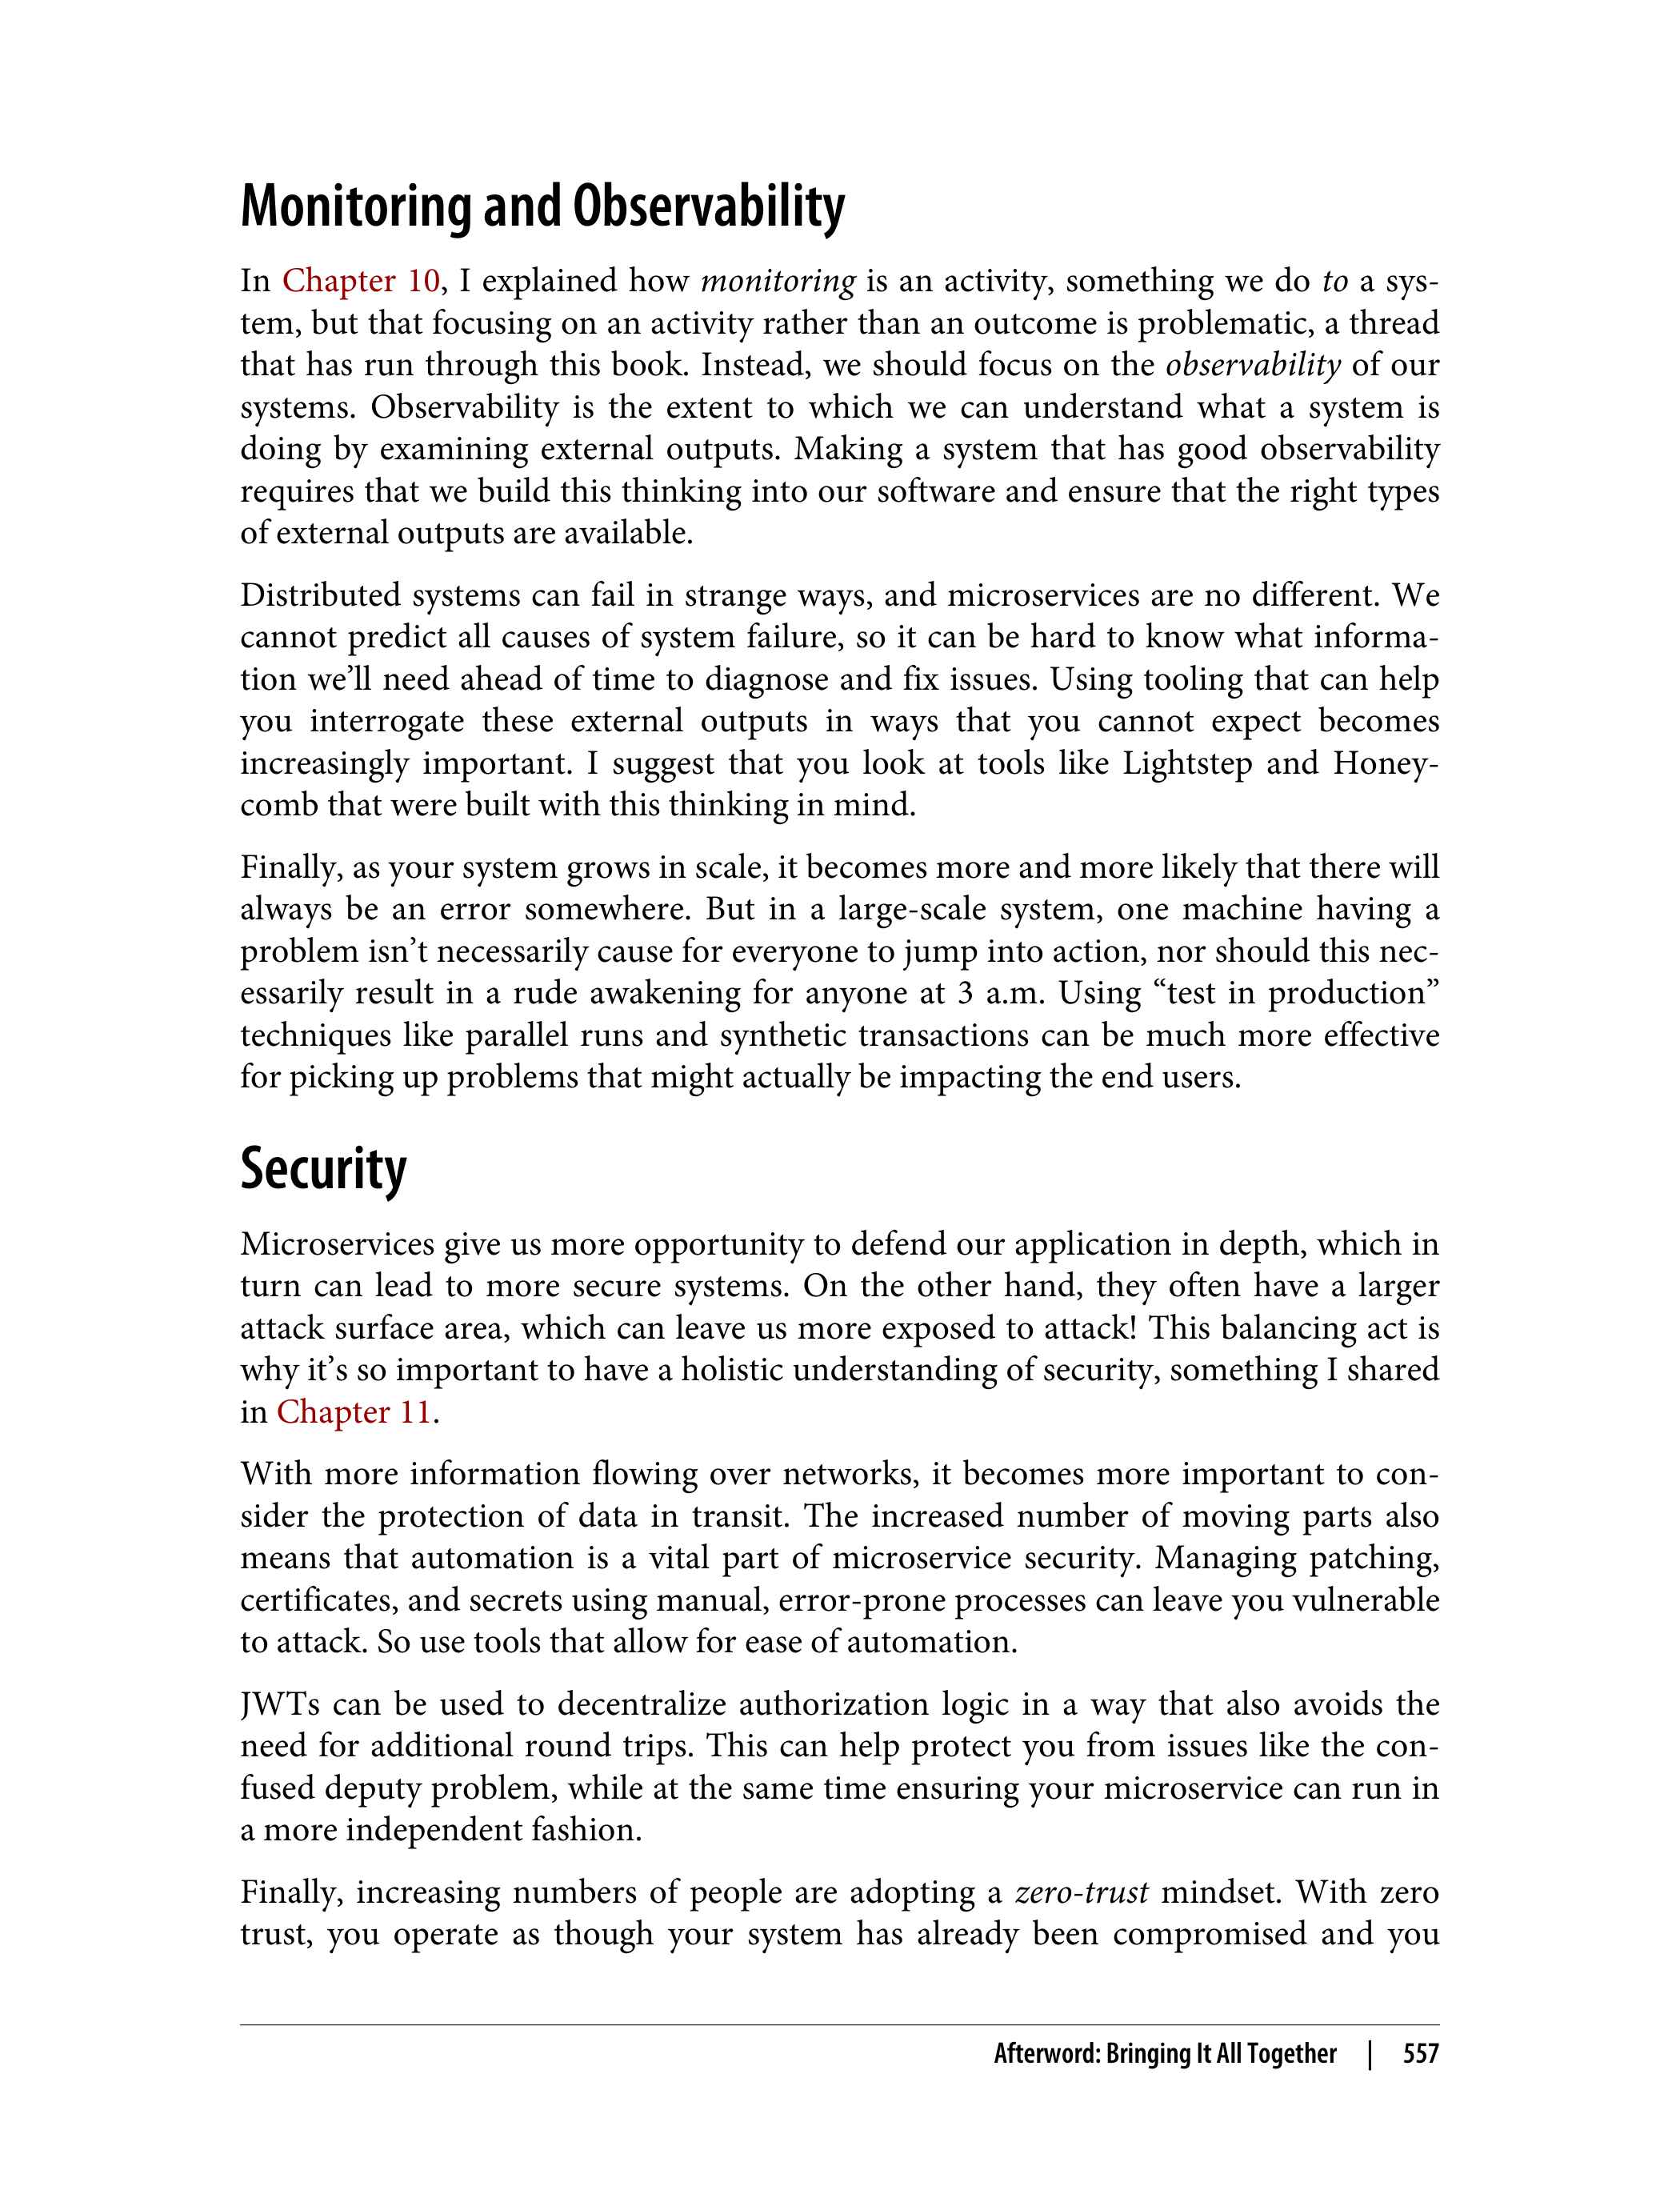 Monitoring and Observability
In Chapter 10, I explained how monitoring is an activity, something we do to a sys-
tem, but that focusing on an activity rather than an outcome is problematic, a thread
that has run through this book. Instead, we should focus on the observability of our
systems. Observability is the extent to which we can understand what a system is
doing by examining external outputs. Making a system that has good observability
requires that we build this thinking into our software and ensure that the right types
of external outputs are available.
Distributed systems can fail in strange ways, and microservices are no different. We
cannot predict all causes of system failure, so it can be hard to know what informa-
tion we’ll need ahead of time to diagnose and fix issues. Using tooling that can help
you interrogate these external outputs in ways that you cannot expect becomes
increasingly important. I suggest that you look at tools like Lightstep and Honey-
comb that were built with this thinking in mind.
Finally, as your system grows in scale, it becomes more and more likely that there will
always be an error somewhere. But in a large-scale system, one machine having a
problem isn’t necessarily cause for everyone to jump into action, nor should this nec-
essarily result in a rude awakening for anyone at 3 a.m. Using “test in production”
techniques like parallel runs and synthetic transactions can be much more effective
for picking up problems that might actually be impacting the end users.
Security
Microservices give us more opportunity to defend our application in depth, which in
turn can lead to more secure systems. On the other hand, they often have a larger
attack surface area, which can leave us more exposed to attack! This balancing act is
why it’s so important to have a holistic understanding of security, something I shared
in Chapter 11.
With more information flowing over networks, it becomes more important to con-
sider the protection of data in transit. The increased number of moving parts also
means that automation is a vital part of microservice security. Managing patching,
certificates, and secrets using manual, error-prone processes can leave you vulnerable
to attack. So use tools that allow for ease of automation.
JWTs can be used to decentralize authorization logic in a way that also avoids the
need for additional round trips. This can help protect you from issues like the con-
fused deputy problem, while at the same time ensuring your microservice can run in
a more independent fashion.
Finally, increasing numbers of people are adopting a zero-trust mindset. With zero
trust, you operate as though your system has already been compromised and you
Afterword: Bringing It All Together | 557